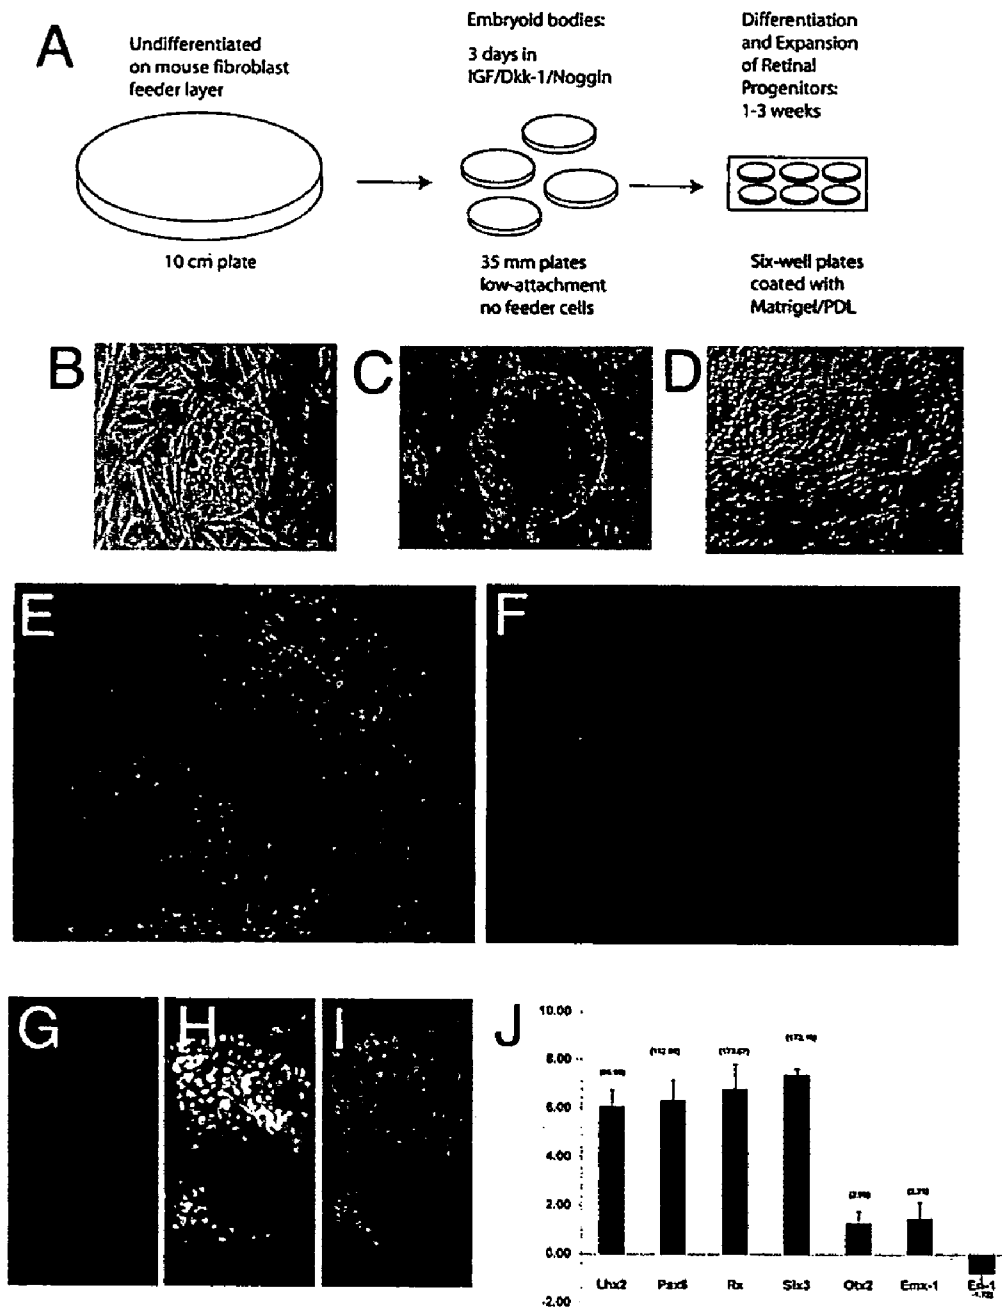 A
Undifferentiated
on mouse fibroblast
feeder layer
10 cm plate
Embryoid bodies:
3 days in
IGF/Dkk-1/Noggin
35 mm plates
low-attachment
no feeder cells
Differentiation
and Expansion
of Retinal
Progenitors:
1-3 weeks
Six-well plates
coated with
Matrigel/PDL
B
C
D
E
F
G
H
I
J
10.00
8.00
6.00
4.00
2.00
0.00
-2.00
Lhx2
Pax6
Rx
Six3
Otx2
Emx-1
En-1